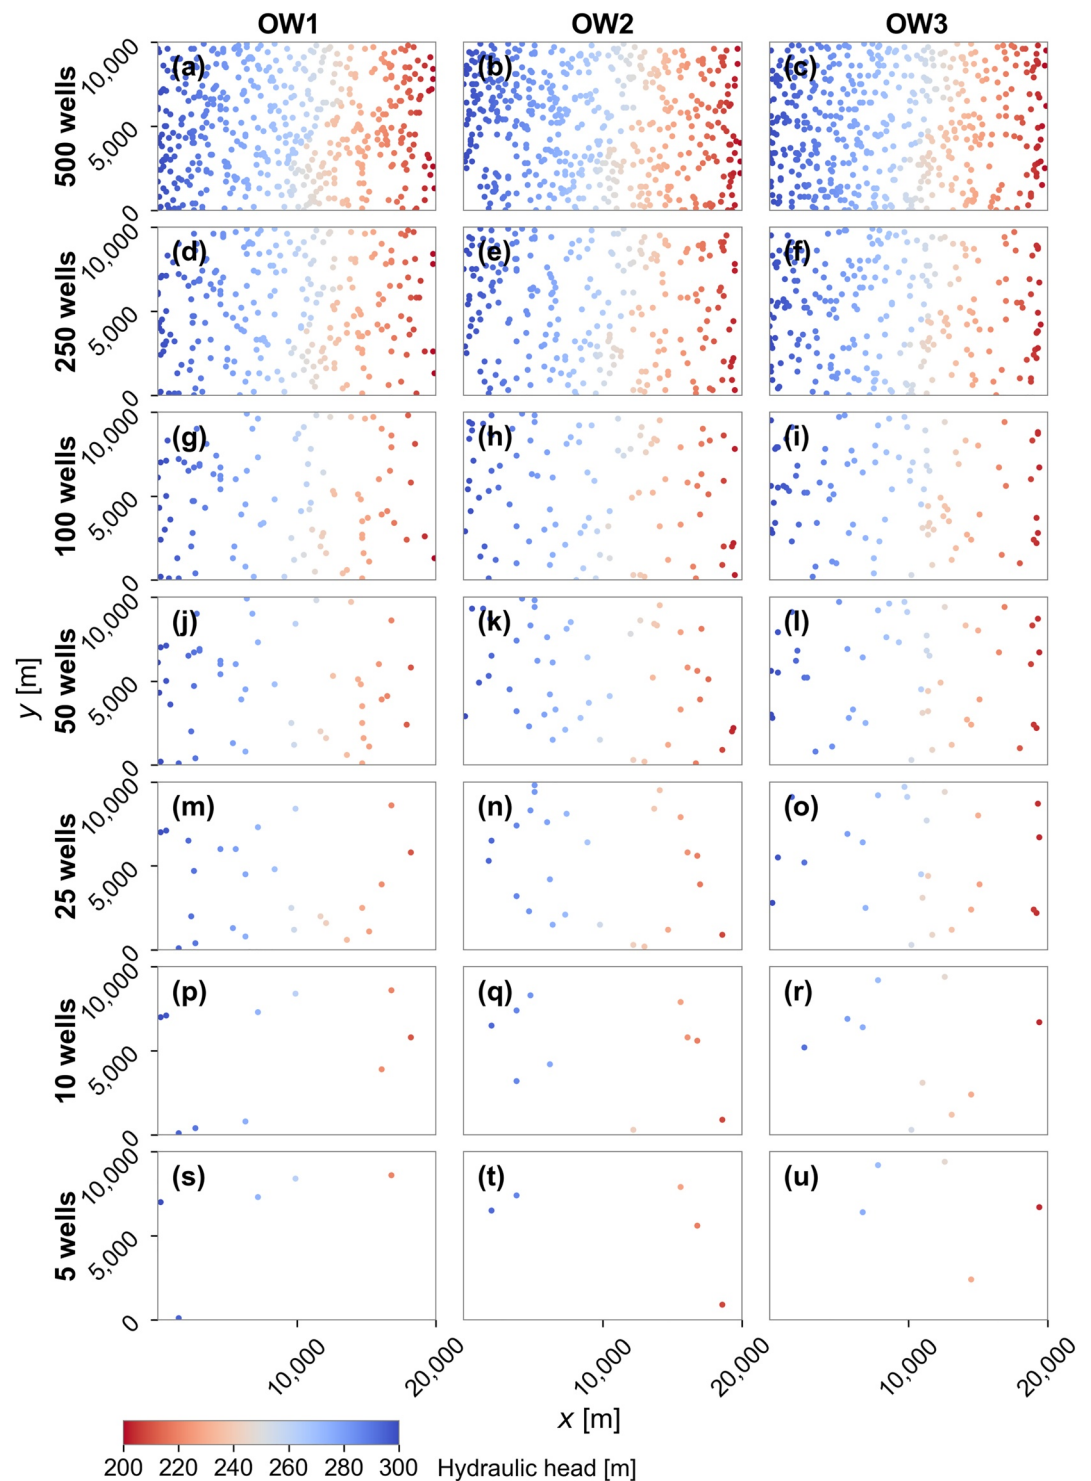 OW1 OW2 OW3
500 wells
10,000
5,000
0
(a) (b) (c)
250 wells
10,000
5,000
0
(d) (e) (f)
100 wells
10,000
5,000
0
(g) (h) (i)
y [m]
50 wells
10,000
5,000
0
(j) (k) (l)
25 wells
10,000
5,000
0
(m) (n) (o)
10 wells
10,000
5,000
0
(p) (q) (r)
5 wells
10,000
5,000
0
(s) (t) (u)
10,000 20,000 10,000 20,000 10,000 20,000
x [m]
200 220 240 260 280 300 Hydraulic head [m]